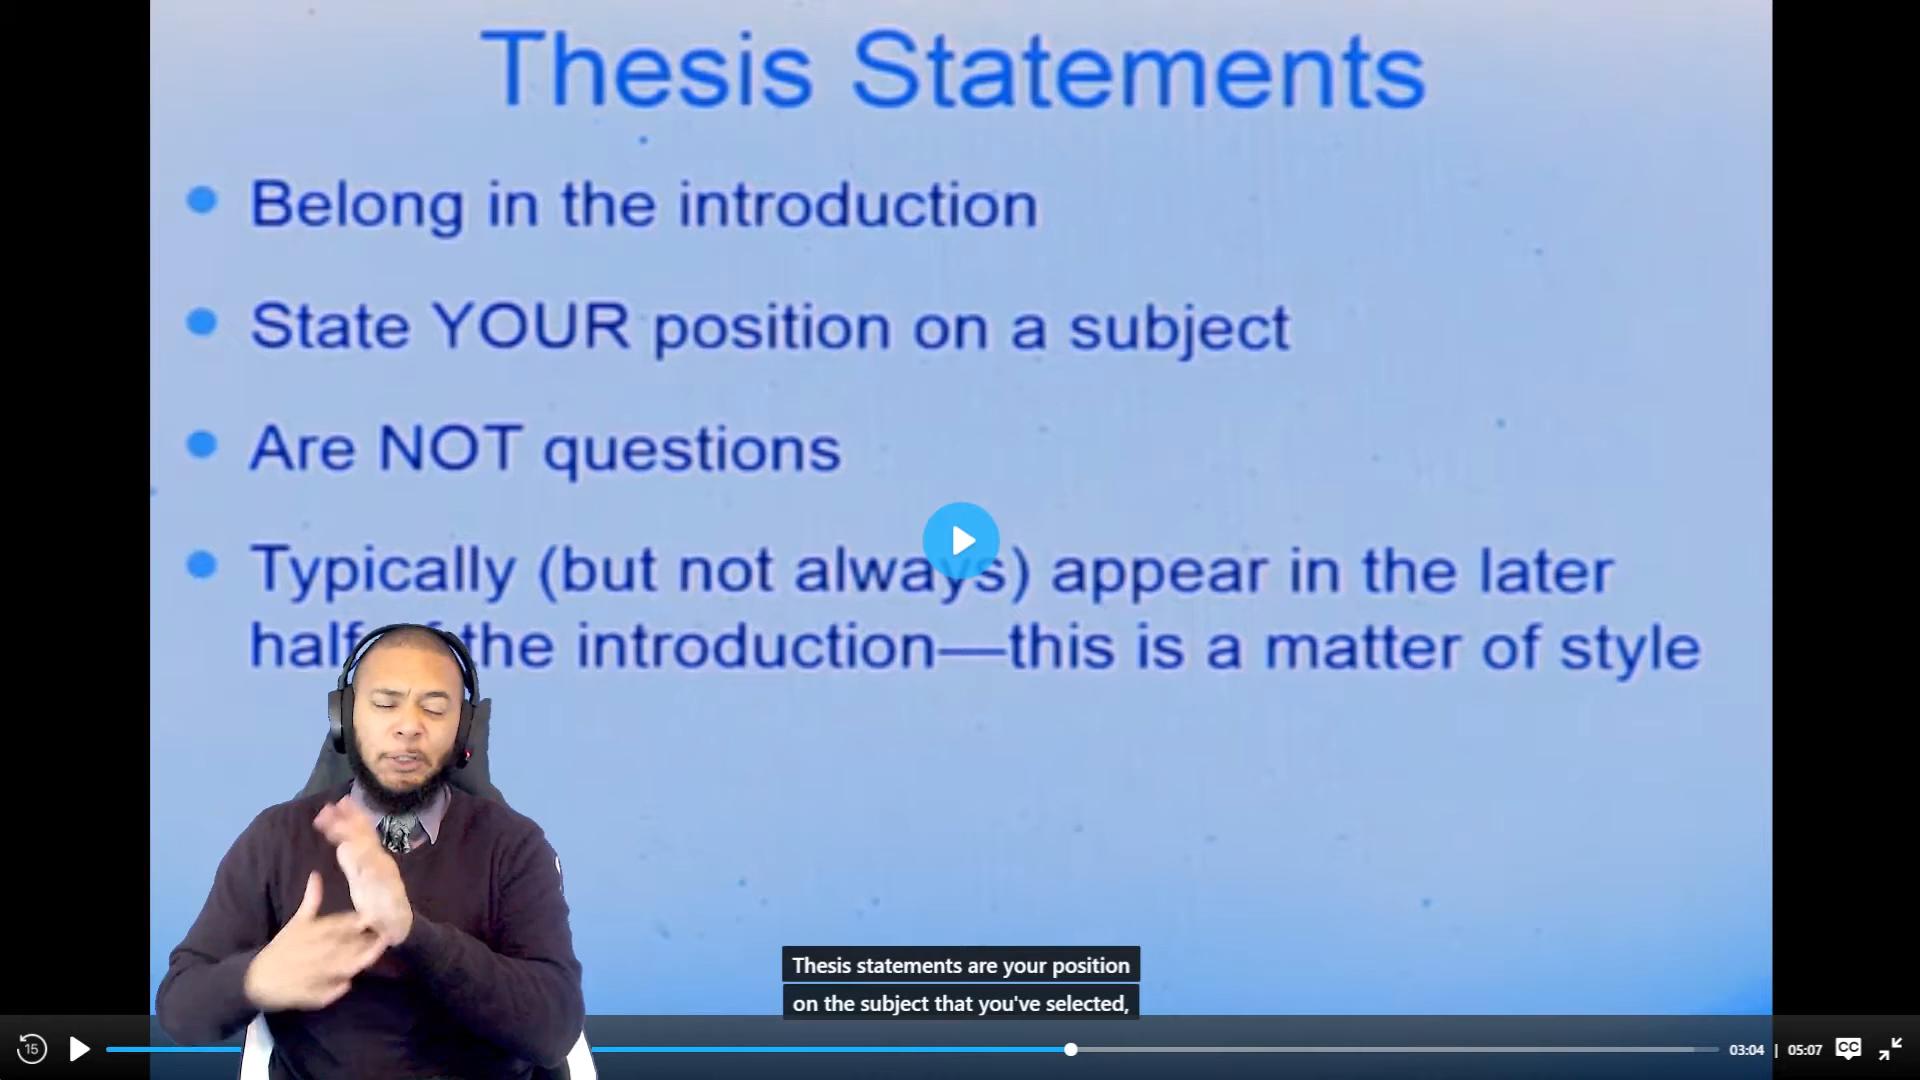 Thesis Statements
Belong in the introduction
State YOUR position on a subject
Are NOT questions
Typically (but not always) appear in the later
half of the introduction—this is a matter of style
Thesis statements are your position
on the subject that you've selected,
15
03:04 | 05:07
CC